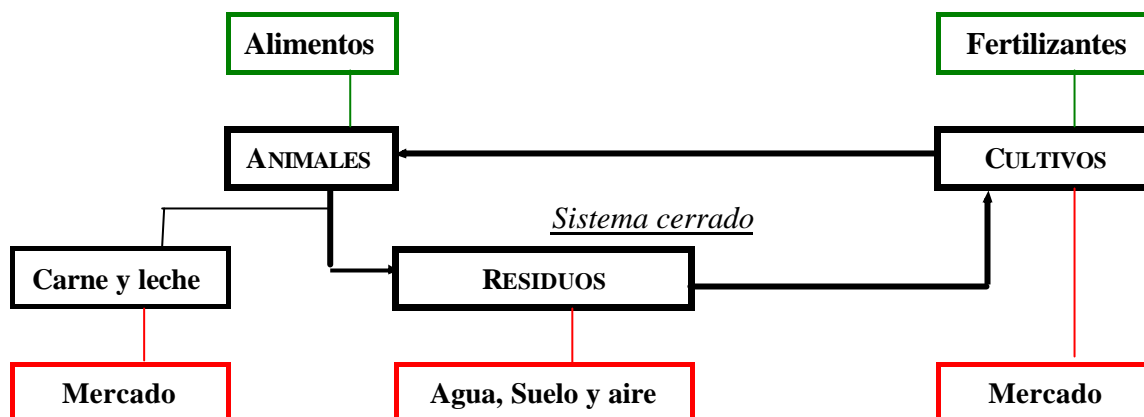 Alimentos
Fertilizantes
ANIMALES
CULTIVOS
Sistema cerrado
Carne y leche
RESIDUOS
Mercado
Agua, Suelo y aire
Mercado